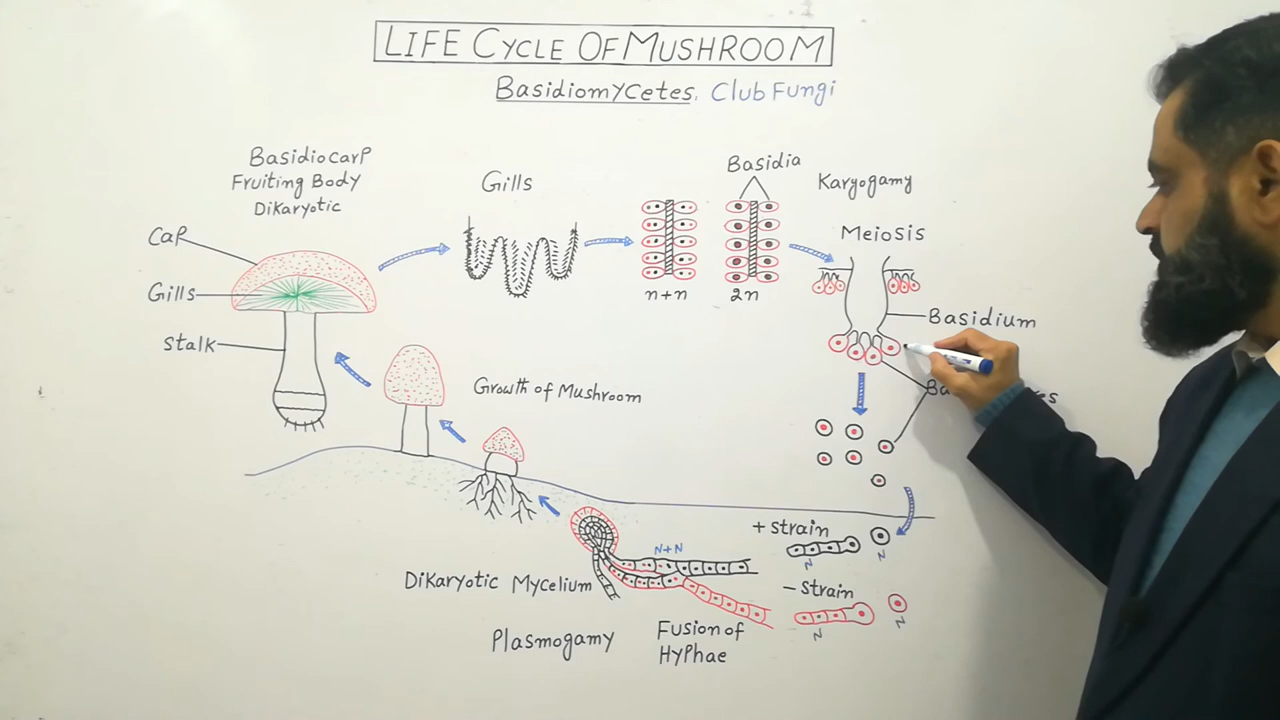 LIFE CYCLE OF MUSHROOM
Basidiomycetes, Club Fungi
Basidiocarp
Fruiting Body
Dikaryotic
Cap
Gills
Stalk
Gills
n+n
Basidia
2n
Karyogamy
Meiosis
Basidium
Growth of Mushroom
+ strain
N
N
- Strain
N
N
N+N
Dikaryotic Mycelium
Plasmogamy
Fusion of
Hyphae